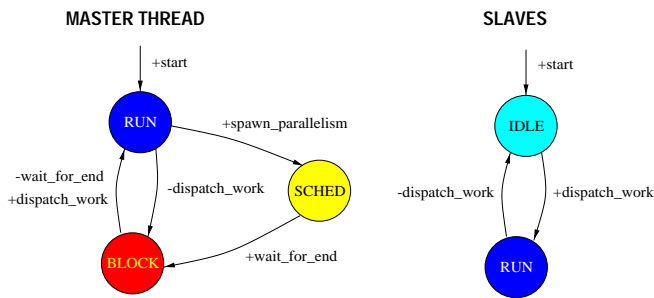 MASTER THREAD
SLAVES
+start
+start
RUN
IDLE
+spawn_parallelism
-wait_for_end
+dispatch_work
-dispatch_work
SCHED
-dispatch_work
+dispatch_work
+wait_for_end
BLOCK
RUN